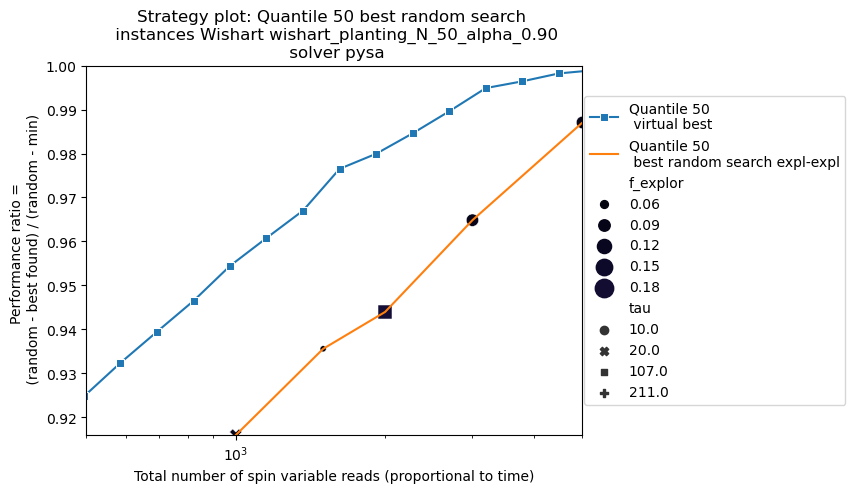 Strategy plot: Quantile 50 best random search
instances Wishart wishart_planting_N_50_alpha_0.90
solver pysa
1.00
0.99
0.98
0.97
0.96
0.95
0.94
0.93
0.92
Performance ratio =
(random - best found) / (random - min)
10^3
Total number of spin variable reads (proportional to time)
Quantile 50
virtual best
Quantile 50
best random search expl-expl
f_explor
0.06
0.09
0.12
0.15
0.18
tau
10.0
20.0
107.0
211.0